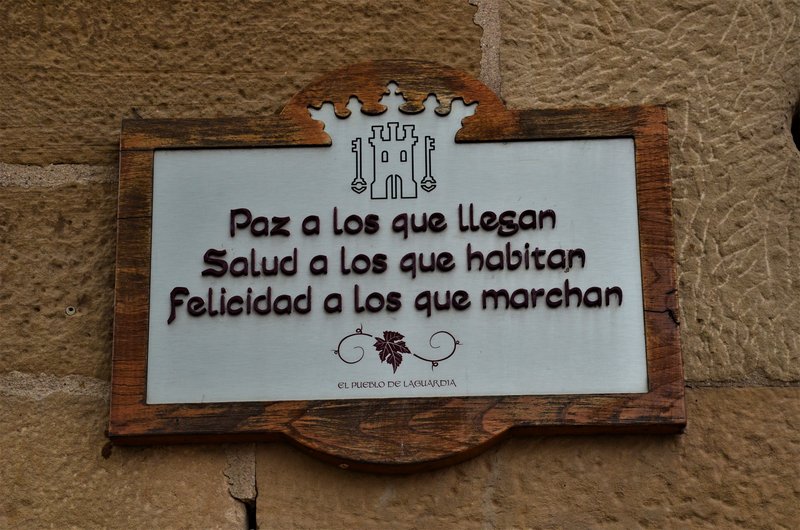 Paz a los que llegan
Salud a los que habitan
Felicidad a los que marchan
EL PUEBLO DE LAGUARDIA